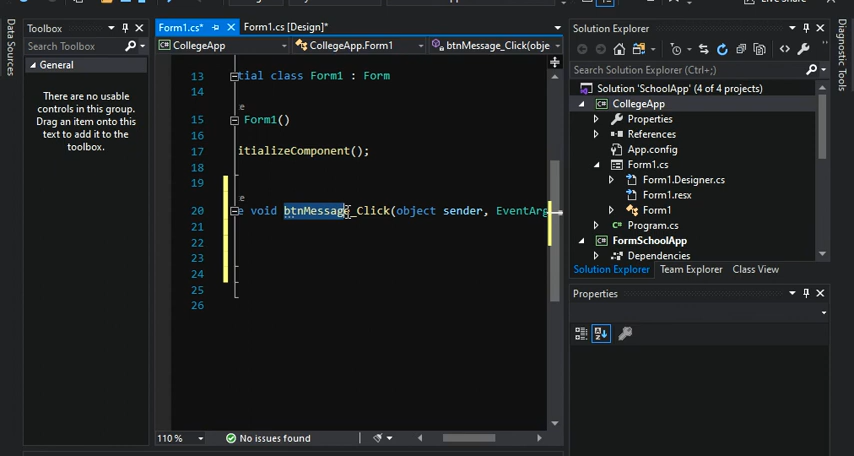 Live Share
Data Sources
Toolbox
Search Toolbox
General
There are no usable
controls in this group.
Drag an item onto this
text to add it to the
toolbox.
Form1.cs*
Form1.cs [Design]*
CollegeApp
CollegeApp.Form1
btnMessage_Click(obje
13 tial class Form1 : Form
14
15 Form1()
16
17 itializeComponent();
18
19
20 e void btnMessage_Click(object sender, EventArg
21
22
23
24
25
26
110 %
No issues found
Solution Explorer
Search Solution Explorer (Ctrl+;)
Solution 'SchoolApp' (4 of 4 projects)
CollegeApp
Properties
References
App.config
Form1.cs
Form1.Designer.cs
Form1.resx
Form1
Program.cs
FormSchoolApp
Dependencies
Solution Explorer Team Explorer Class View
Properties
Diagnostic Tools